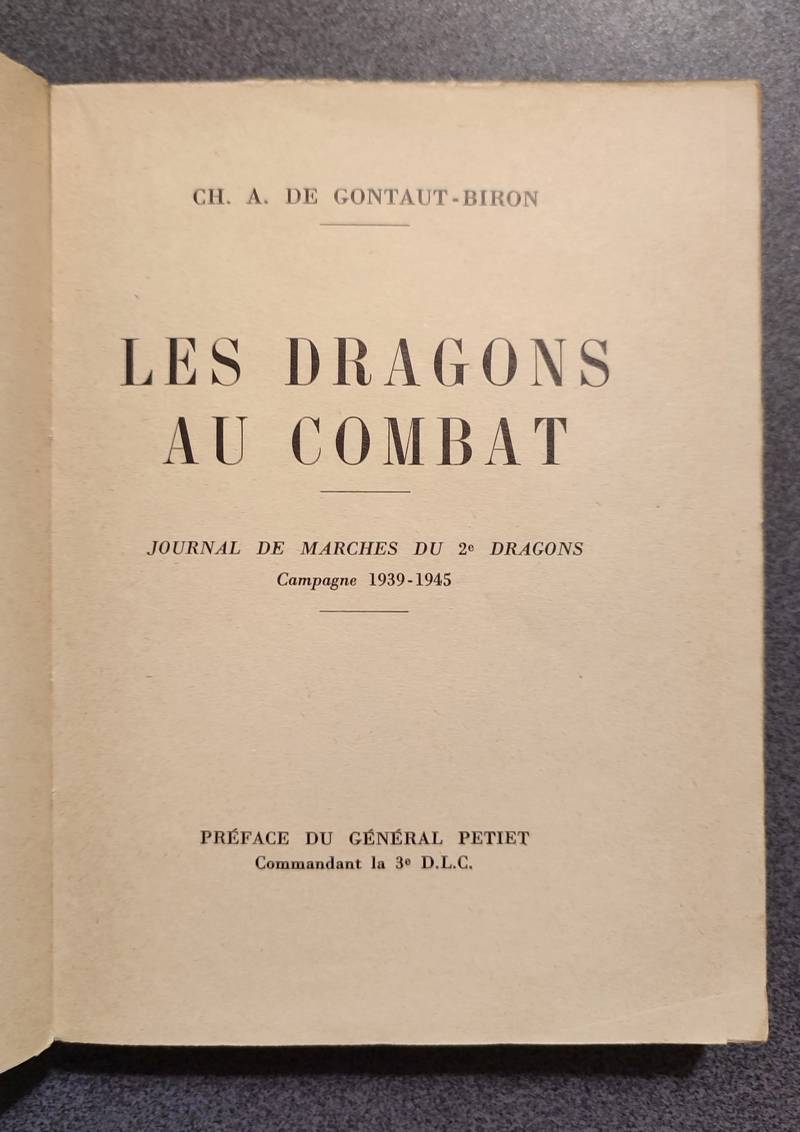 CH. A. DE GONTAUT-BIRON
LES DRAGONS
AU COMBAT
JOURNAL DE MARCHES DU 2e DRAGONS
Campagne 1939-1945
PRÉFACE DU GÉNÉRAL PETIET
Commandant la 3e D.L.C.